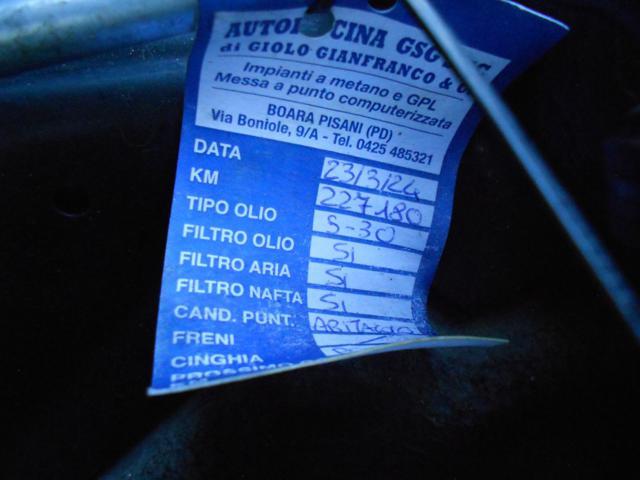 di GIOLO GIANFRANCO &
Impianti a metano e GPL
Messa a punto computerizzata
BOARA PISANI (PD)
Via Boniole, 9/A - Tel. 0425 485321
DATA 23/3/24
KM 227180
TIPO OLIO 5-30
FILTRO OLIO Si
FILTRO ARIA Si
FILTRO NAFTA Si
CAND. PUNT.
FRENI
CINGHIA